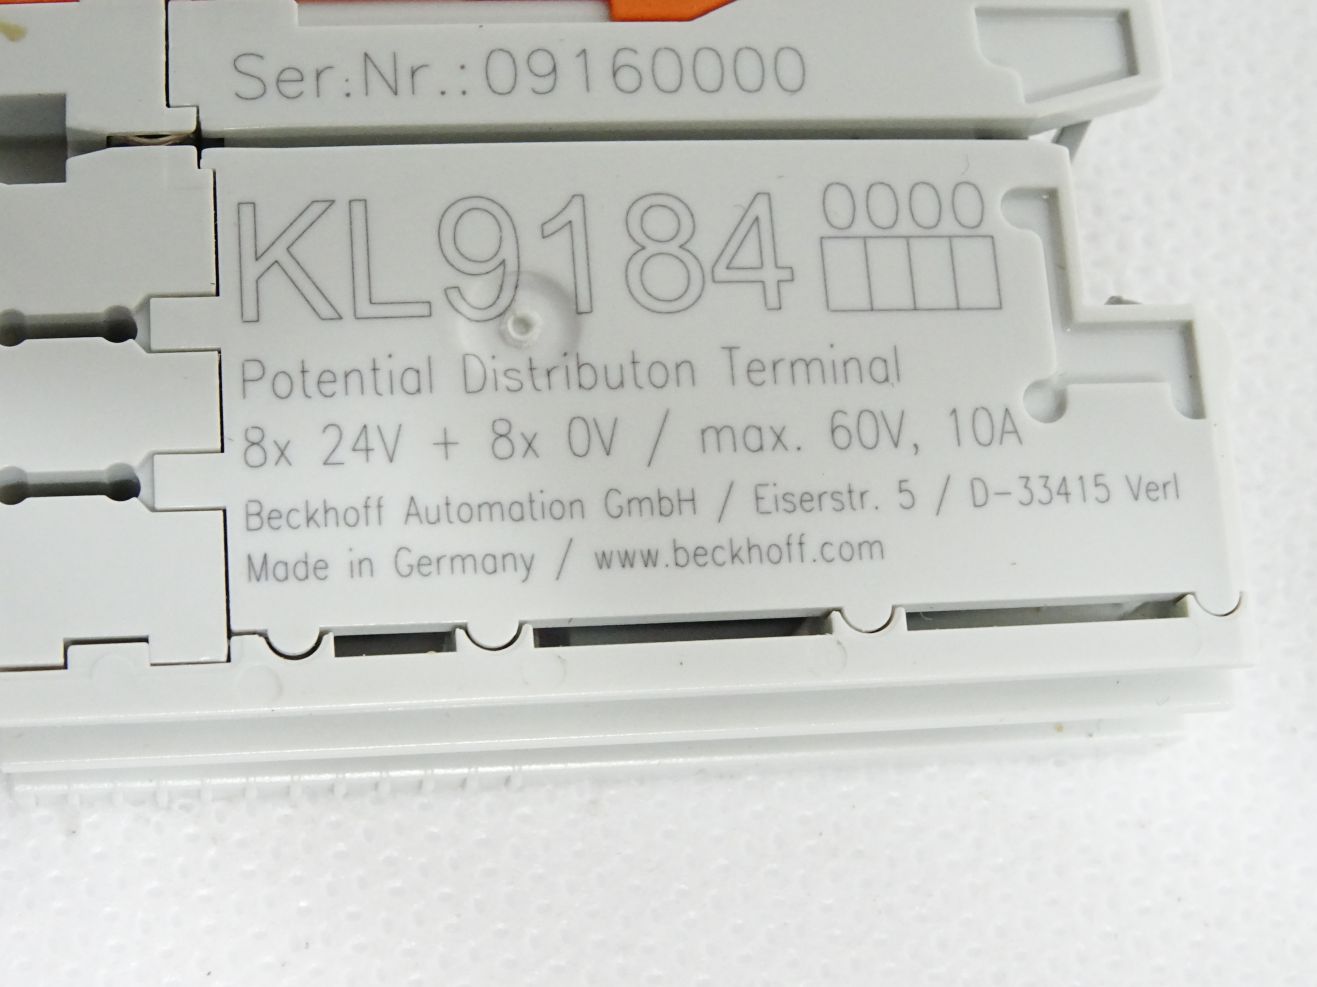 Ser.Nr.:09160000
KL9184 0000
Potential Distributon Terminal
8x 24V + 8x 0V / max. 60V, 10A
Beckhoff Automation GmbH / Eiserstr. 5 / D-33415 Verl
Made in Germany / www.beckhoff.com